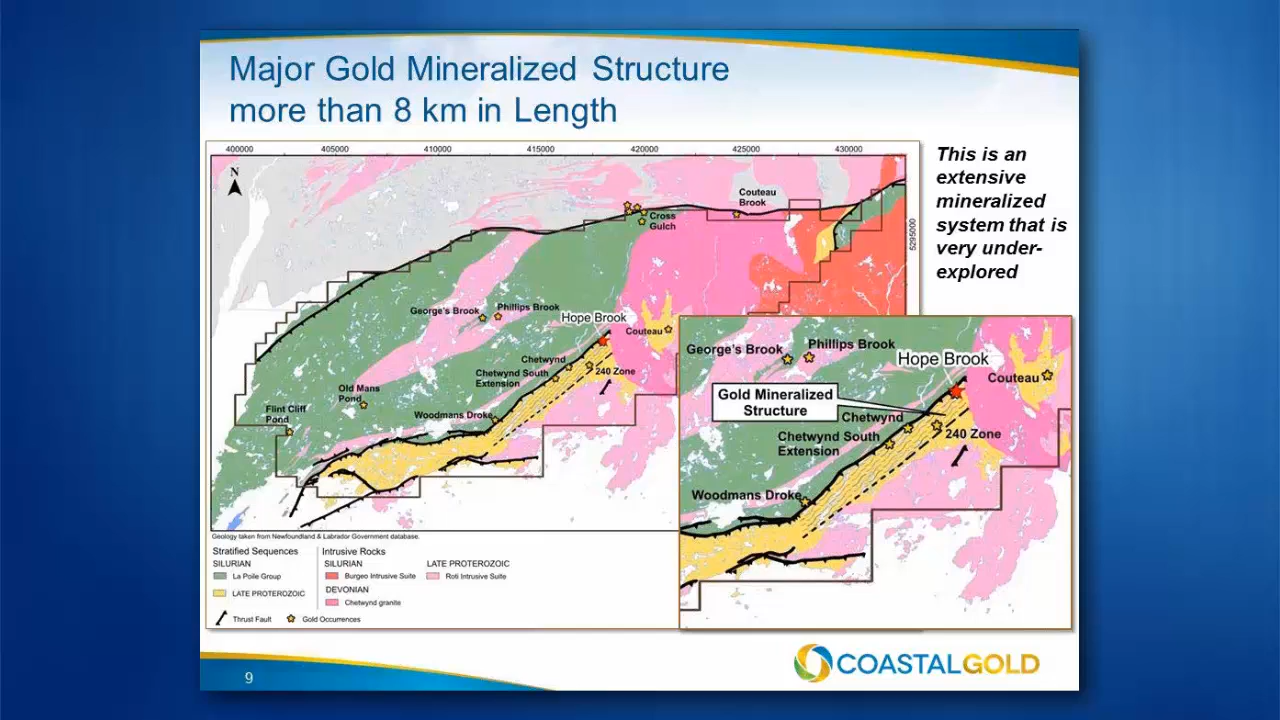 Major Gold Mineralized Structure
more than 8 km in Length
400000
405000
410000
415000
420000
425000
430000
N
5295000
Couteau
Brook
Cross
Gulch
George's Brook
Phillips Brook
Hope Brook
Couteau
Chetwynd
240 Zone
Chetwynd South
Extension
Old Mans
Pond
Flint Cliff
Pond
Woodmans Droke
This is an
extensive
mineralized
system that is
very under-
explored
George's Brook
Phillips Brook
Hope Brook
Couteau
Gold Mineralized
Structure
Chetwynd
240 Zone
Chetwynd South
Extension
Woodmans Droke
Geology taken from Newfoundland & Labrador Government database.
Stratified Sequences
SILURIAN
La Poile Group
LATE PROTEROZOIC
Intrusive Rocks
SILURIAN
Burgeo Intrusive Suite
DEVONIAN
Chetwynd granite
LATE PROTEROZOIC
Roti Intrusive Suite
Thrust Fault
Gold Occurrences
9
COASTALGOLD